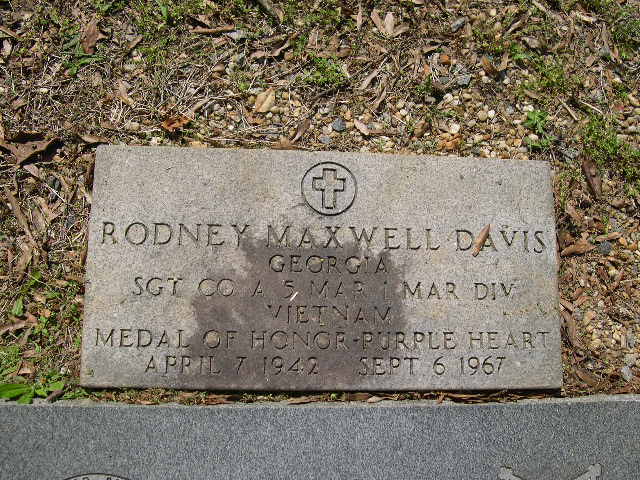 RODNEY MAXWELL DAVIS
GEORGIA
SGT CO A 5 MAR 1 MAR DIV
VIETNAM
MEDAL OF HONOR-PURPLE HEART
APRIL 7 1942 SEPT 6 1967